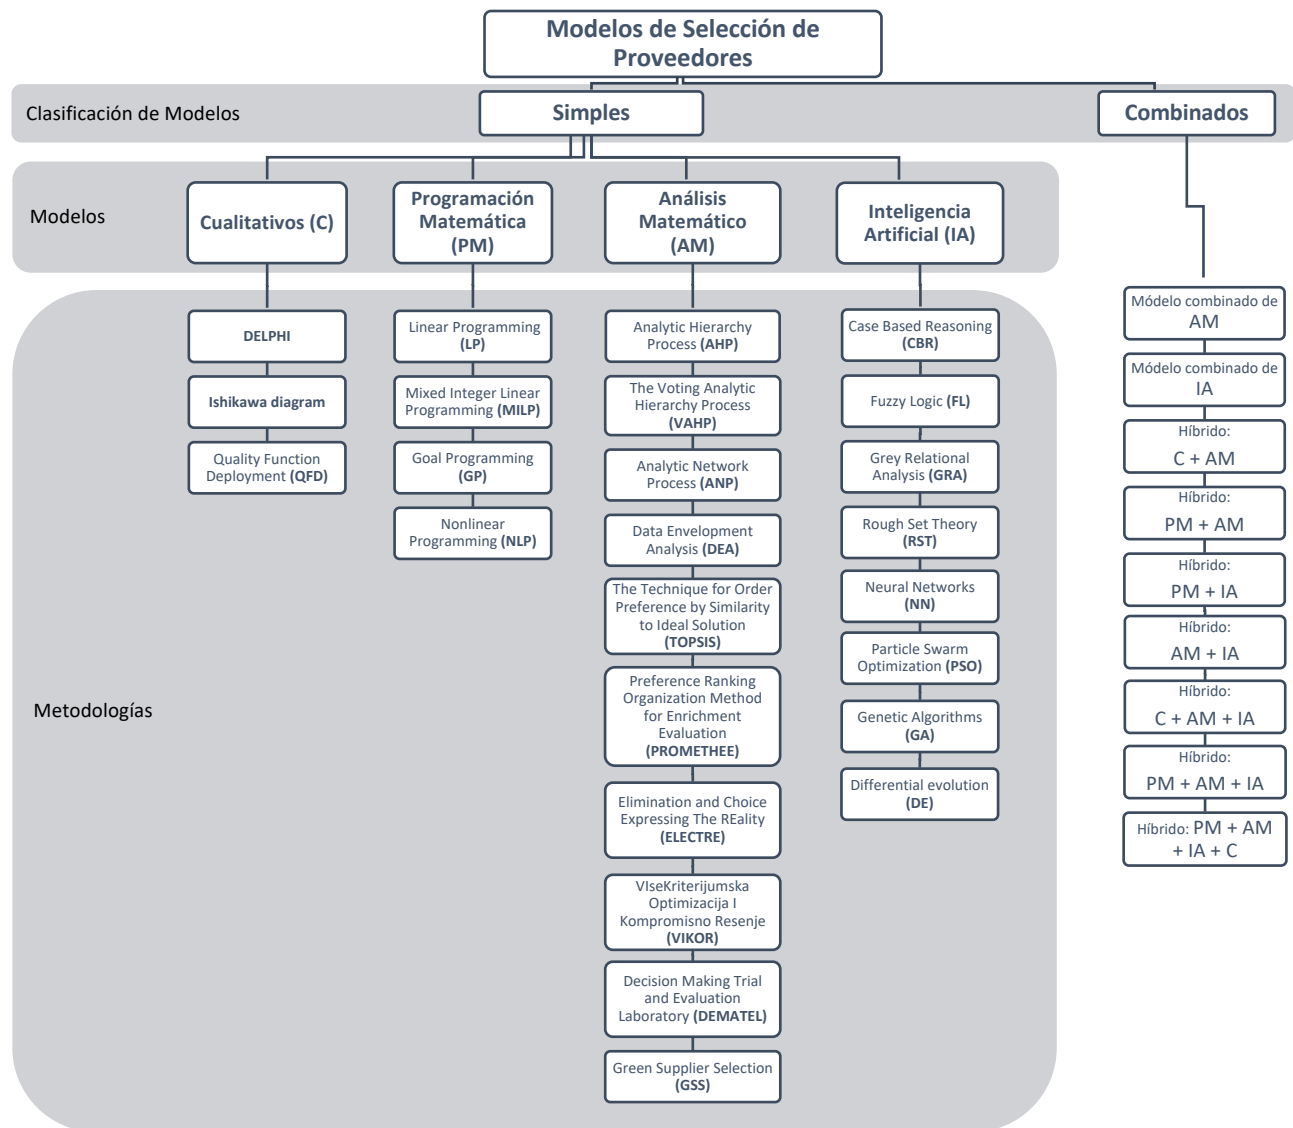 Modelos de Selección de
Proveedores
Clasificación de Modelos
Simples
Combinados
Modelos
Cualitativos (C)
Programación
Matemática
(PM)
Análisis
Matemático
(AM)
Inteligencia
Artificial (IA)
Metodologías
DELPHI
Ishikawa diagram
Quality Function
Deployment (QFD)
Linear Programming
(LP)
Mixed Integer Linear
Programming (MILP)
Goal Programming
(GP)
Nonlinear
Programming (NLP)
Analytic Hierarchy
Process (AHP)
The Voting Analytic
Hierarchy Process
(VAHP)
Analytic Network
Process (ANP)
Data Envelopment
Analysis (DEA)
The Technique for Order
Preference by Similarity
to Ideal Solution
(TOPSIS)
Preference Ranking
Organization Method
for Enrichment
Evaluation
(PROMETHEE)
Elimination and Choice
Expressing The REality
(ELECTRE)
VIseKriterijumska
Optimizacija I
Kompromisno Resenje
(VIKOR)
Decision Making Trial
and Evaluation
Laboratory (DEMATEL)
Green Supplier Selection
(GSS)
Case Based Reasoning
(CBR)
Fuzzy Logic (FL)
Grey Relational
Analysis (GRA)
Rough Set Theory
(RST)
Neural Networks
(NN)
Particle Swarm
Optimization (PSO)
Genetic Algorithms
(GA)
Differential evolution
(DE)
Módelo combinado de
AM
Módelo combinado de
IA
Híbrido:
C + AM
Híbrido:
PM + AM
Híbrido:
PM + IA
Híbrido:
AM + IA
Híbrido:
C + AM + IA
Híbrido:
PM + AM + IA
Híbrido: PM + AM
+ IA + C